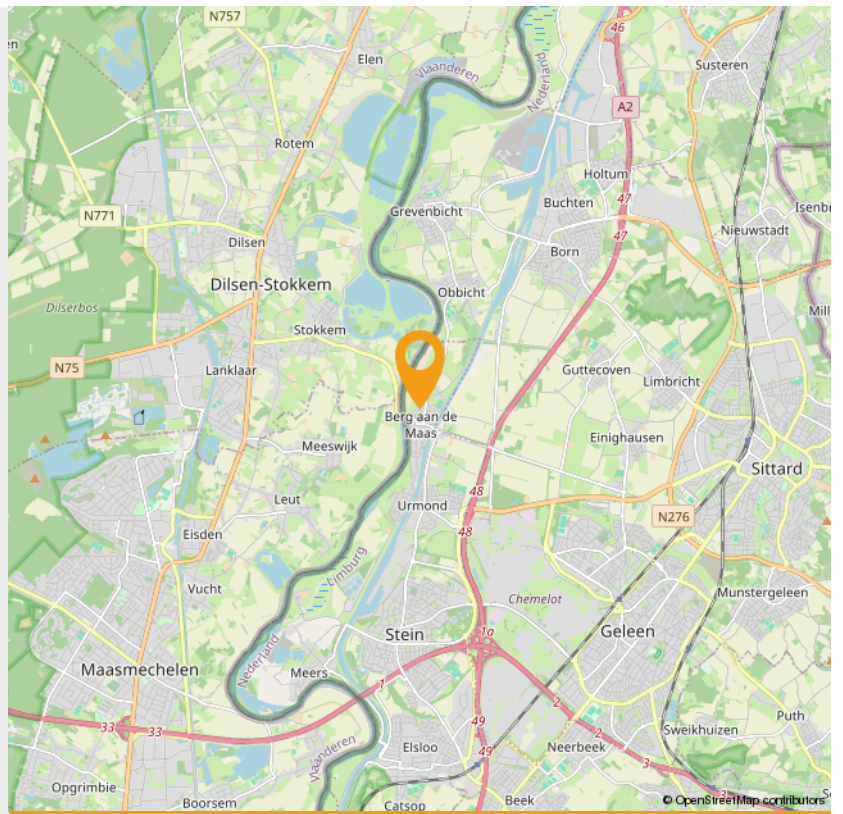 N757
en
Elen
Vlaanderen
Nederland
46
Susteren
A2
Rotem
Holtum
47
Buchten
Grevenbicht
N771
47
Isenbr
Nieuwstadt
Dilsen
Born
Dilsen-Stokkem
Obbicht
Dilserbos
Mill
Stokkem
N75
Lanklaar
Guttecoven
Limbricht
Berg aan de
Maas
Einighausen
Meeswijk
Sittard
48
Leut
Urmond
N276
48
Eisden
Limburg
Vucht
Chemelot
Munstergeleen
Stein
1a
Geleen
Nederland
Maasmechelen
Meers
1
2
33
33
49
2
Puth
Sweikhuizen
Vlaanderen
Elsloo
49
Neerbeek
3
Opgrimbie
Boorsem
Catsop
Beek
3
S
© OpenStreetMap contributors